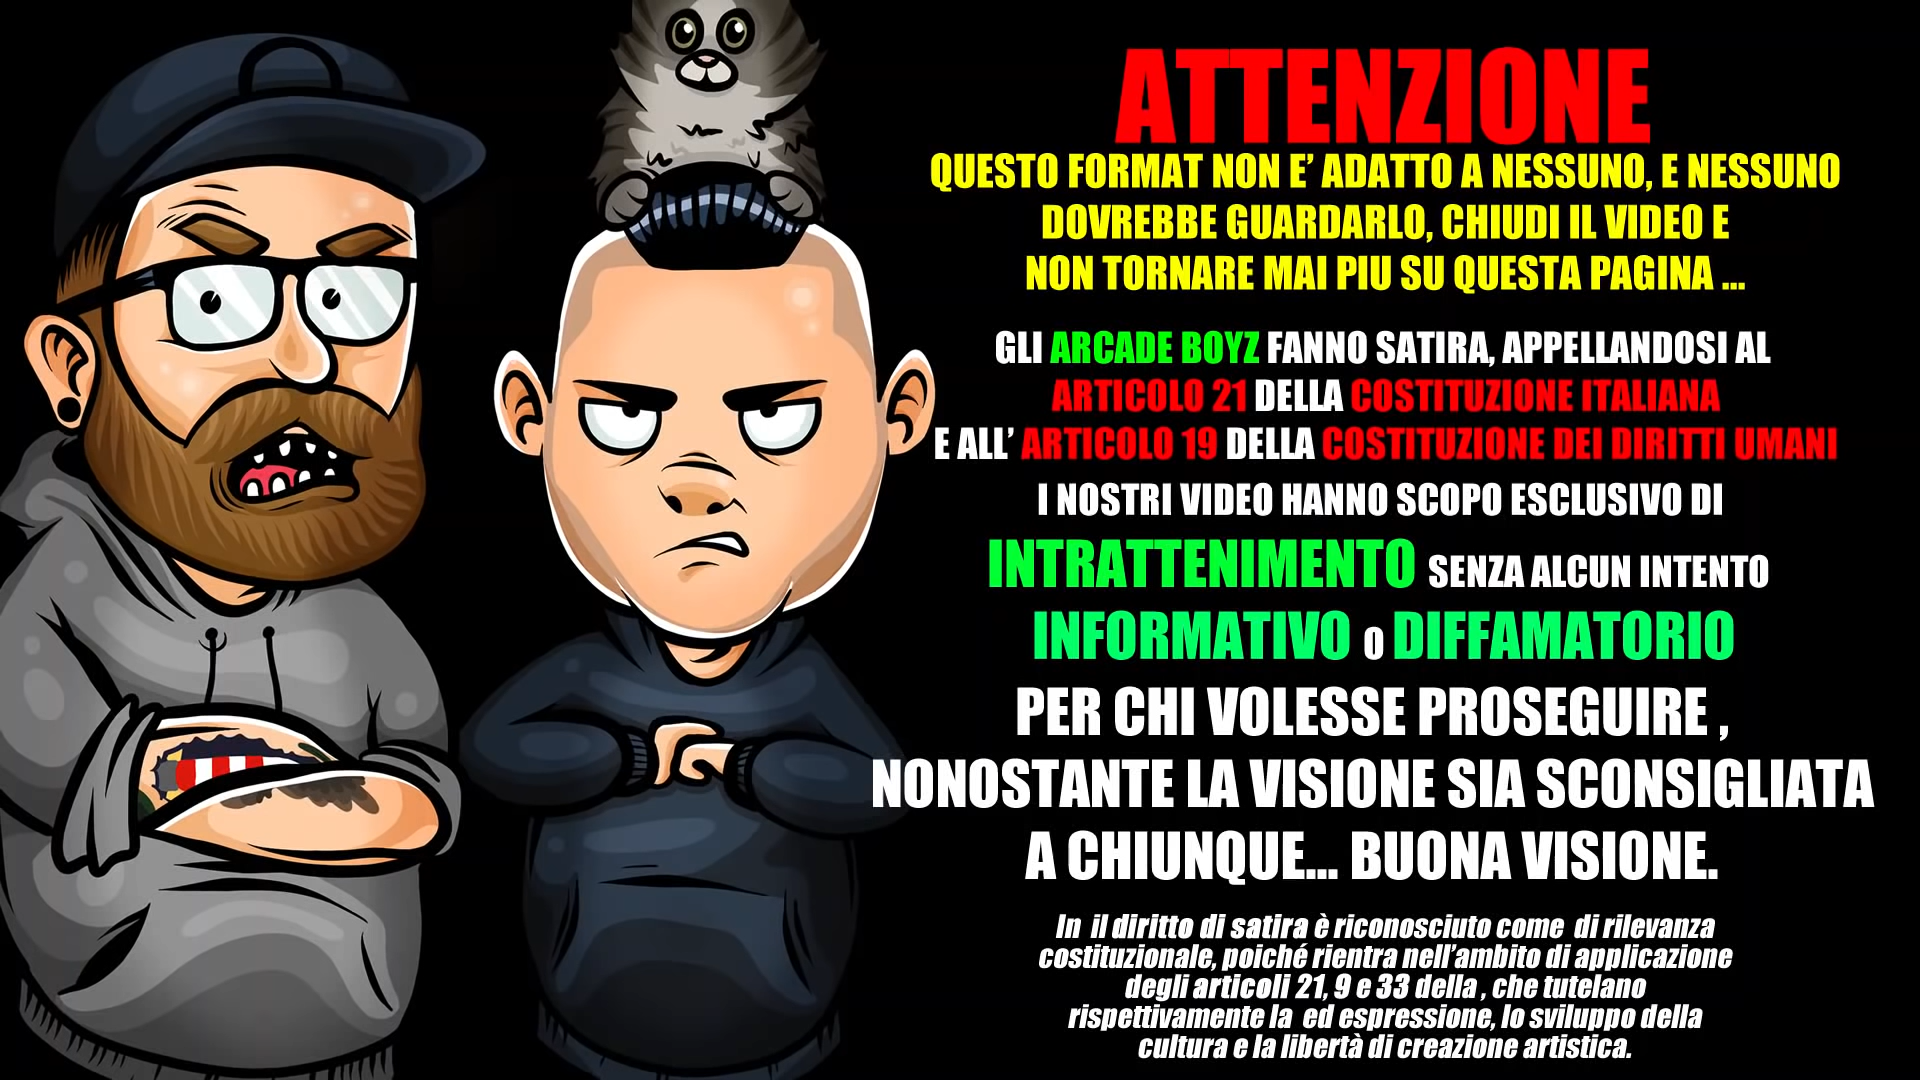 ATTENZIONE
QUESTO FORMAT NON E' ADATTO A NESSUNO, E NESSUNO
DOVREBBE GUARDARLO, CHIUDI IL VIDEO E
NON TORNARE MAI PIU SU QUESTA PAGINA ...
GLI ARCADE BOYZ FANNO SATIRA, APPELLANDOSI AL
ARTICOLO 21 DELLA COSTITUZIONE ITALIANA
E ALL' ARTICOLO 19 DELLA COSTITUZIONE DEI DIRITTI UMANI
I NOSTRI VIDEO HANNO SCOPO ESCLUSIVO DI
INTRATTENIMENTO SENZA ALCUN INTENTO
INFORMATIVO O DIFFAMATORIO
PER CHI VOLESSE PROSEGUIRE ,
NONOSTANTE LA VISIONE SIA SCONSIGLIATA
A CHIUNQUE... BUONA VISIONE.
In il diritto di satira è riconosciuto come di rilevanza
costituzionale, poiché rientra nell'ambito di applicazione
degli articoli 21, 9 e 33 della , che tutelano
rispettivamente la ed espressione, lo sviluppo della
cultura e la libertà di creazione artistica.